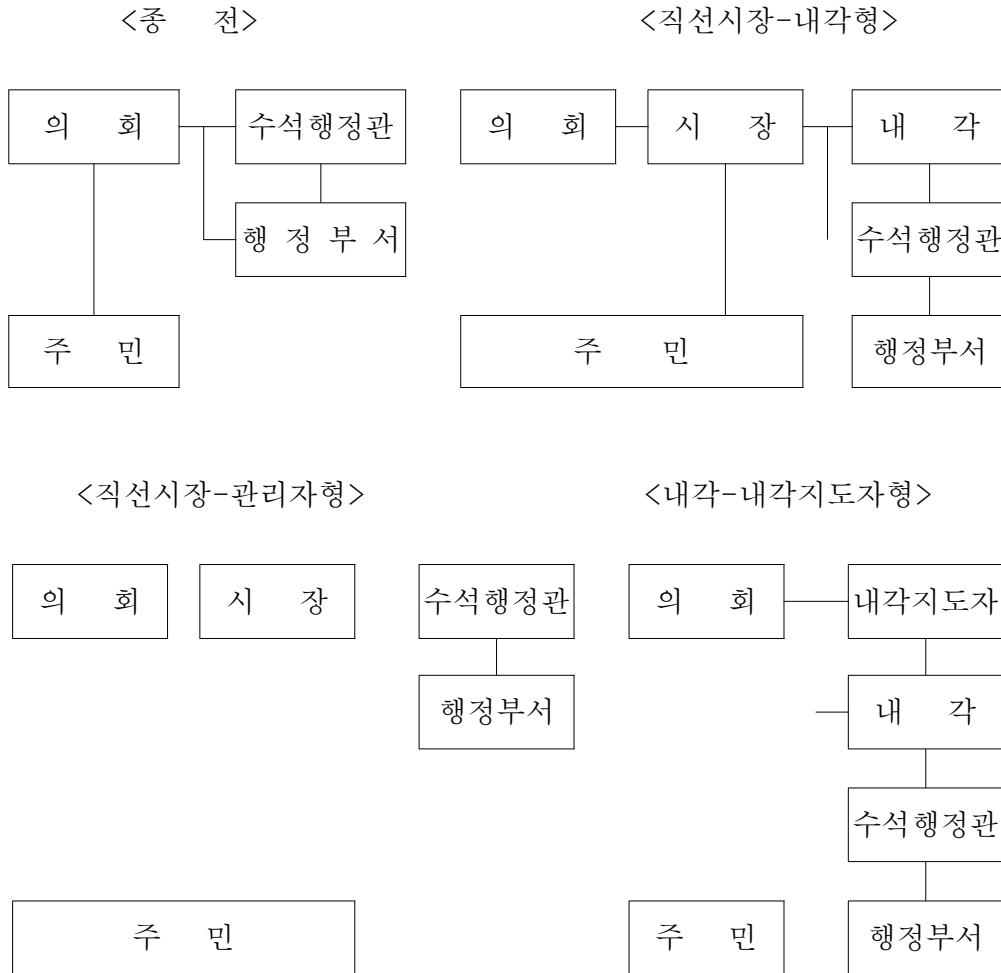 <종 전>
<직선시장-내각형>
의 회
수석행정관
의 회
시 장
내 각
행 정 부 서
수석행정관
주 민
주 민
행정부서
<직선시장-관리자형>
<내각-내각지도자형>
의 회
시 장
수석행정관
의 회
내각지도자
행정부서
내 각
수석행정관
주 민
주 민
행정부서